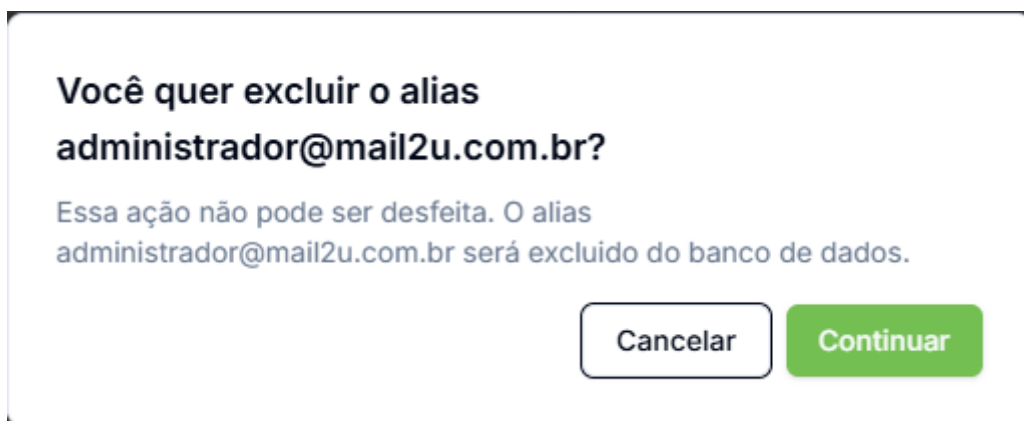 Você quer excluir o alias
administrador@mail2u.com.br?
Essa ação não pode ser desfeita. O alias
administrador@mail2u.com.br será excluido do banco de dados.
Cancelar
Continuar